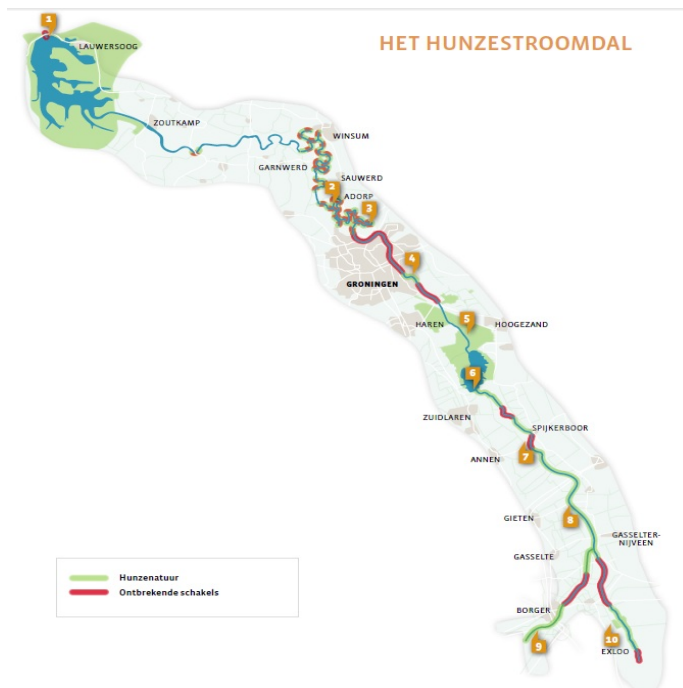 HET HUNZESTROOMDAL
1
LAUWERSOOG
ZOUTKAMP
WINSUM
GARNWERD
SAUWERD
2
ADORP
3
4
GRONINGEN
5
HAREN
HOOGEZAND
6
ZUIDLAREN
SPIJKERBOOR
7
ANNEN
8
GIETEN
GASSELTER-
NIJVEEN
GASSELTE
BORGER
9
10
EXLOO
Hunzenatuur
Ontbrekende schakels